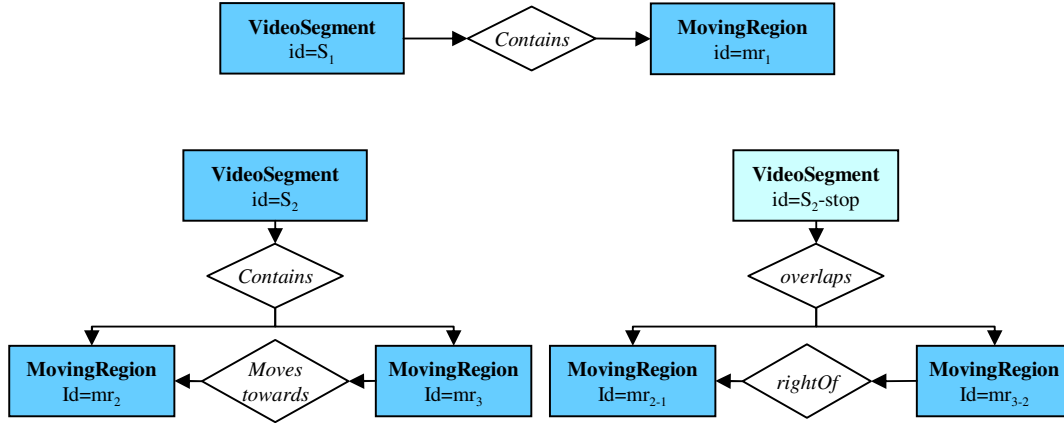 VideoSegment
id=S₁
Contains
MovingRegion
id=mr₁
VideoSegment
id=S₂
Contains
MovingRegion
Id=mr₂
Moves
towards
MovingRegion
Id=mr₃
VideoSegment
id=S₂-stop
overlaps
MovingRegion
Id=mr₂₋₁
rightOf
MovingRegion
Id=mr₃₋₂